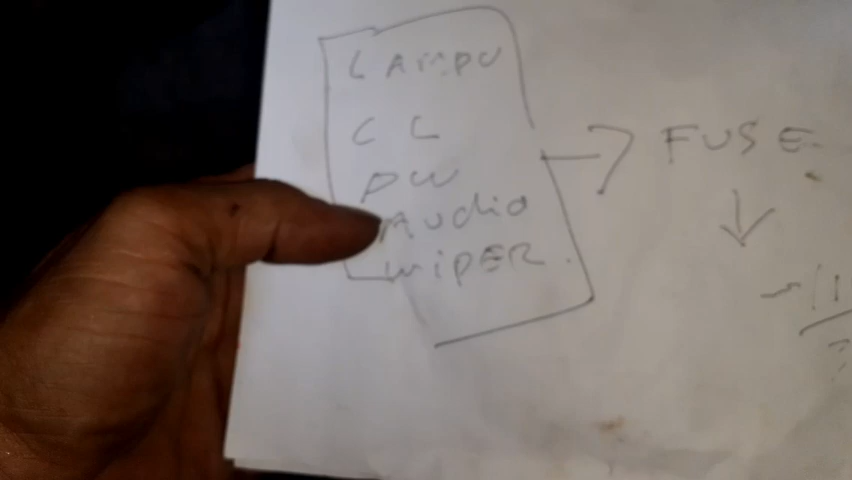 LAMPU
CL
PW
AUdio
wiPER
FUSE